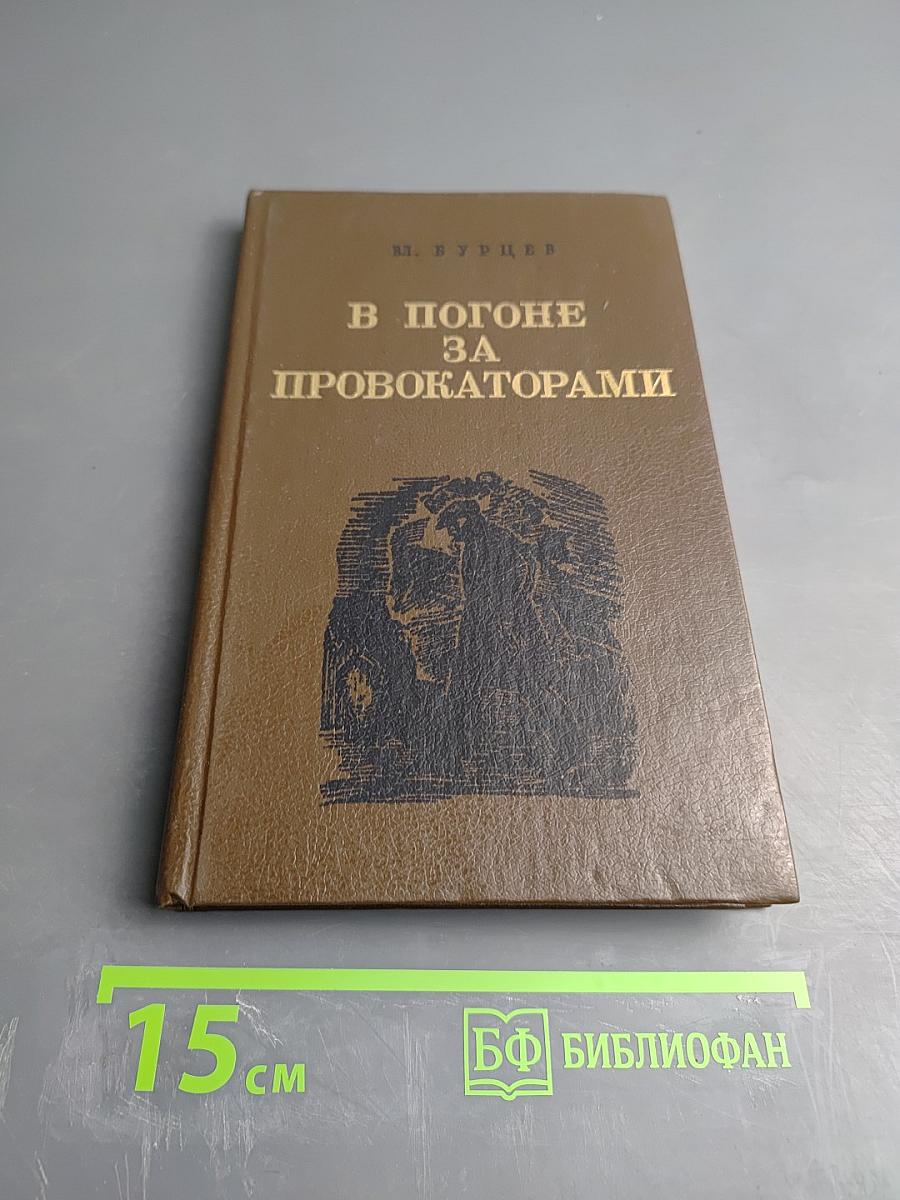 ВЛ. БУРЦЕВ
В ПОГОНЕ
ЗА
ПРОВОКАТОРАМИ
15 см
БФ БИБЛИОФАН